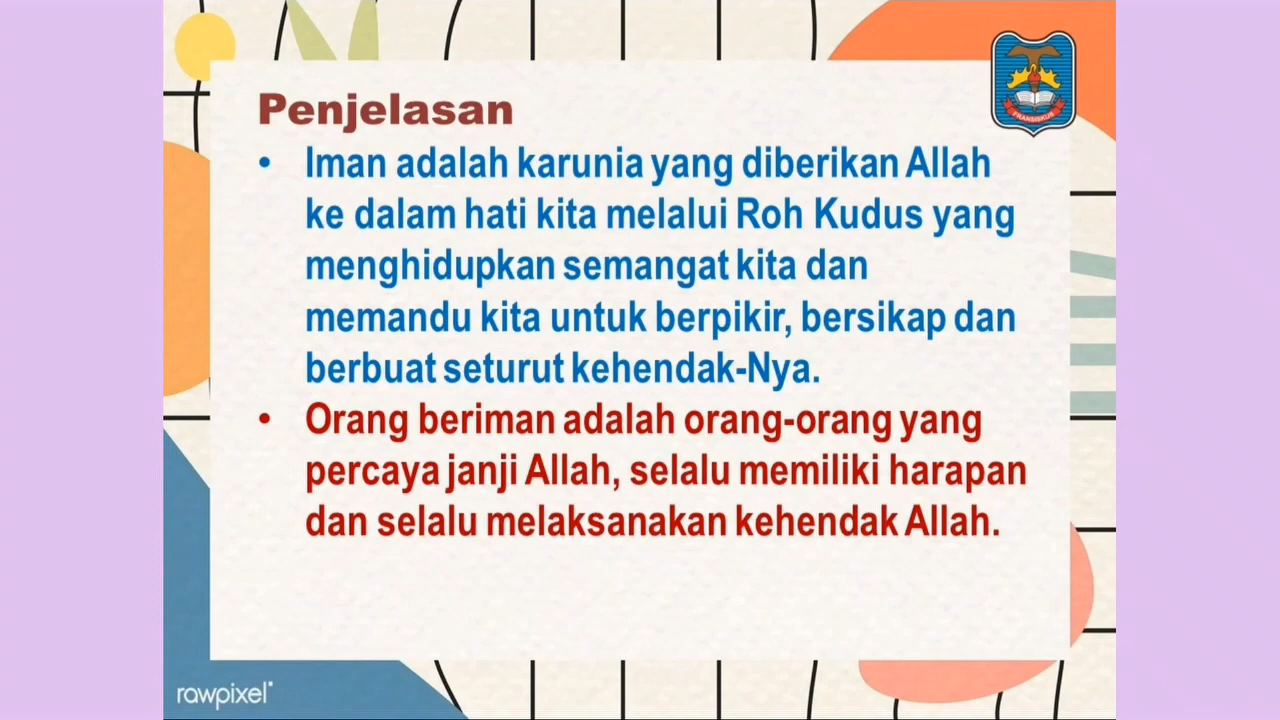 FRANSISKUS
Penjelasan
• Iman adalah karunia yang diberikan Allah
ke dalam hati kita melalui Roh Kudus yang
menghidupkan semangat kita dan
memandu kita untuk berpikir, bersikap dan
berbuat seturut kehendak-Nya.
• Orang beriman adalah orang-orang yang
percaya janji Allah, selalu memiliki harapan
dan selalu melaksanakan kehendak Allah.
rawpixel